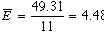 E̅ = 49.31/11 = 4.48